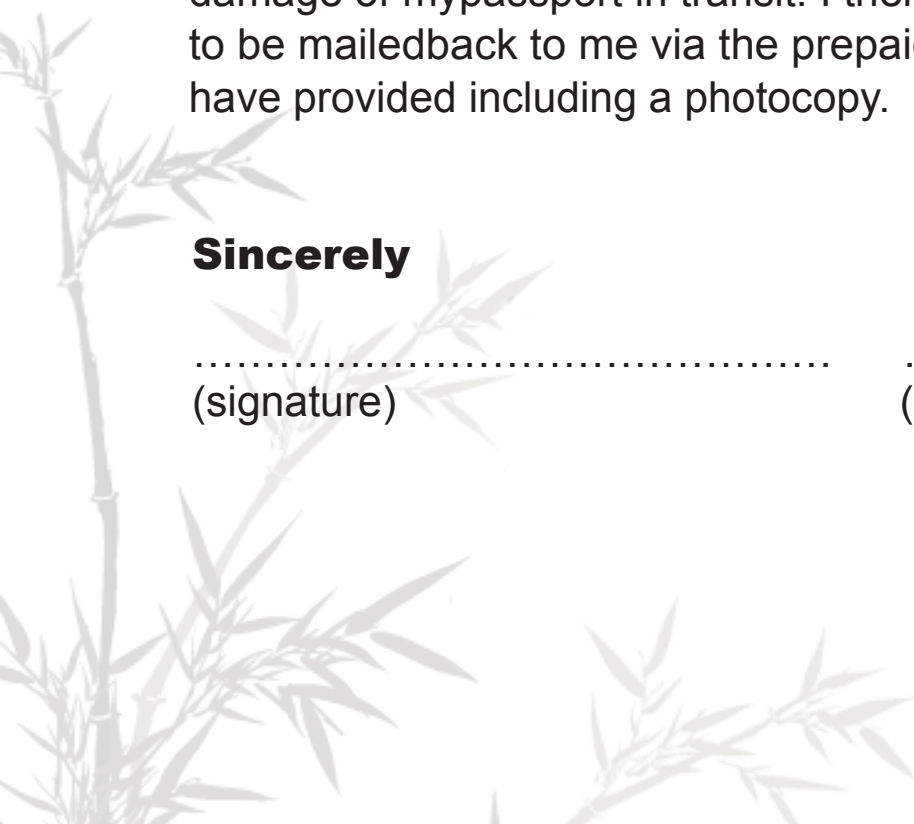 damage of mypassport in transit. I
to be mailedback to me via the
have provided including a photocopy.
Sincerely
………………………………………
(signature) (